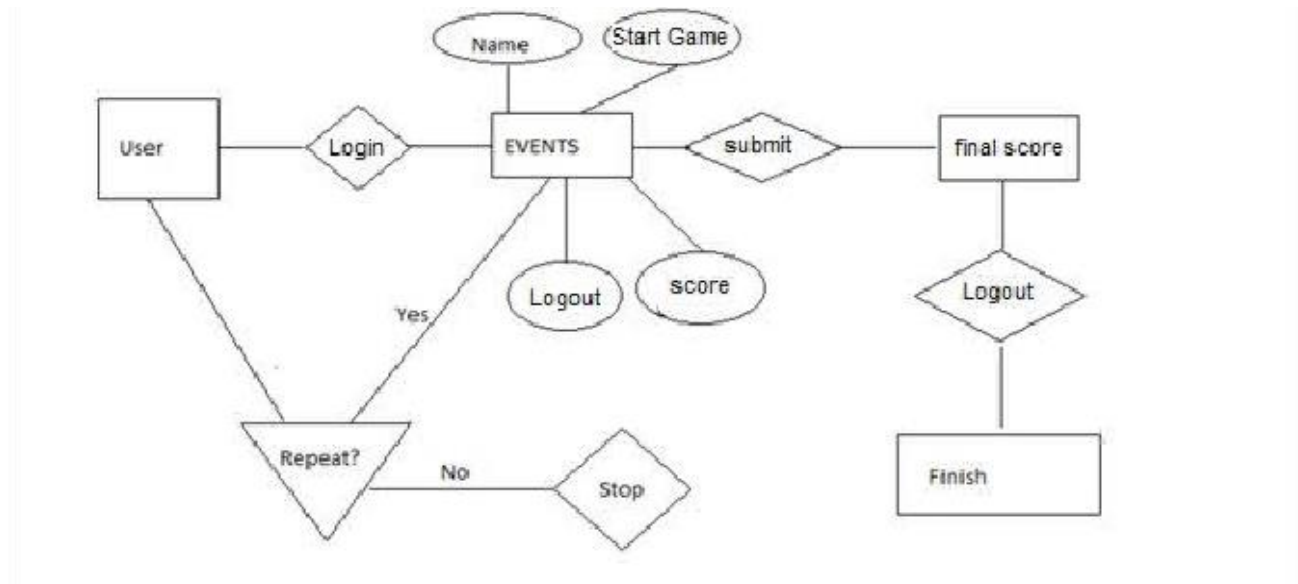 Name
Start Game
User
Login
EVENTS
submit
final score
Logout
score
Logout
Yes
Repeat?
No
Stop
Finish